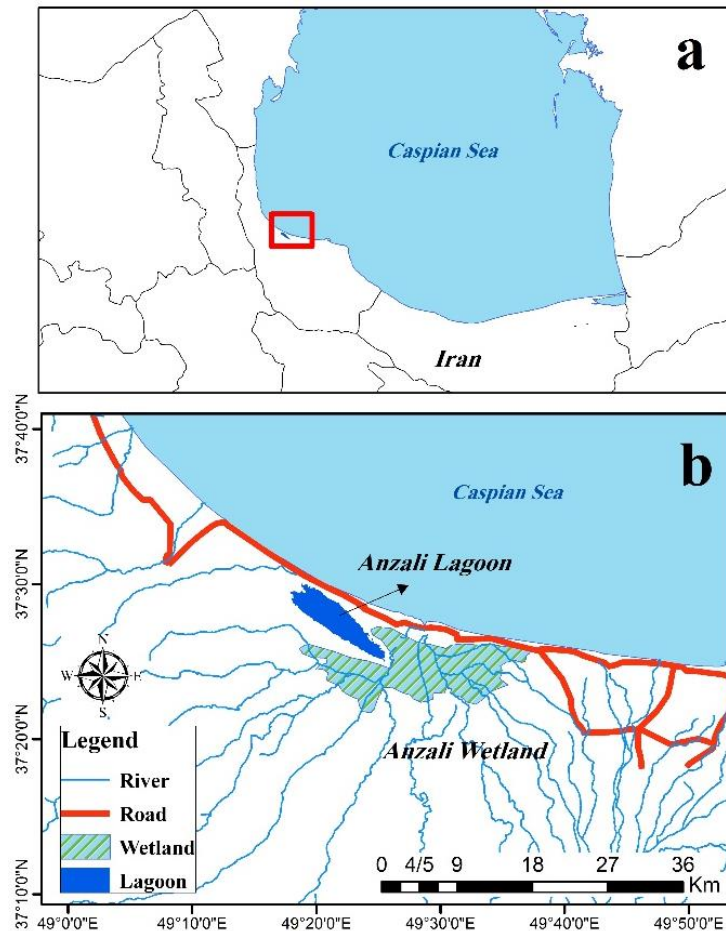 a
Caspian Sea
Iran
b
Caspian Sea
Anzali Lagoon
Anzali Wetland
37°40'0"N
37°30'0"N
37°20'0"N
37°10'0"N
N
W E
S
Legend
River
Road
Wetland
Lagoon
0 4/5 9 18 27 36
Km
49°0'0"E 49°10'0"E 49°20'0"E 49°30'0"E 49°40'0"E 49°50'0"E